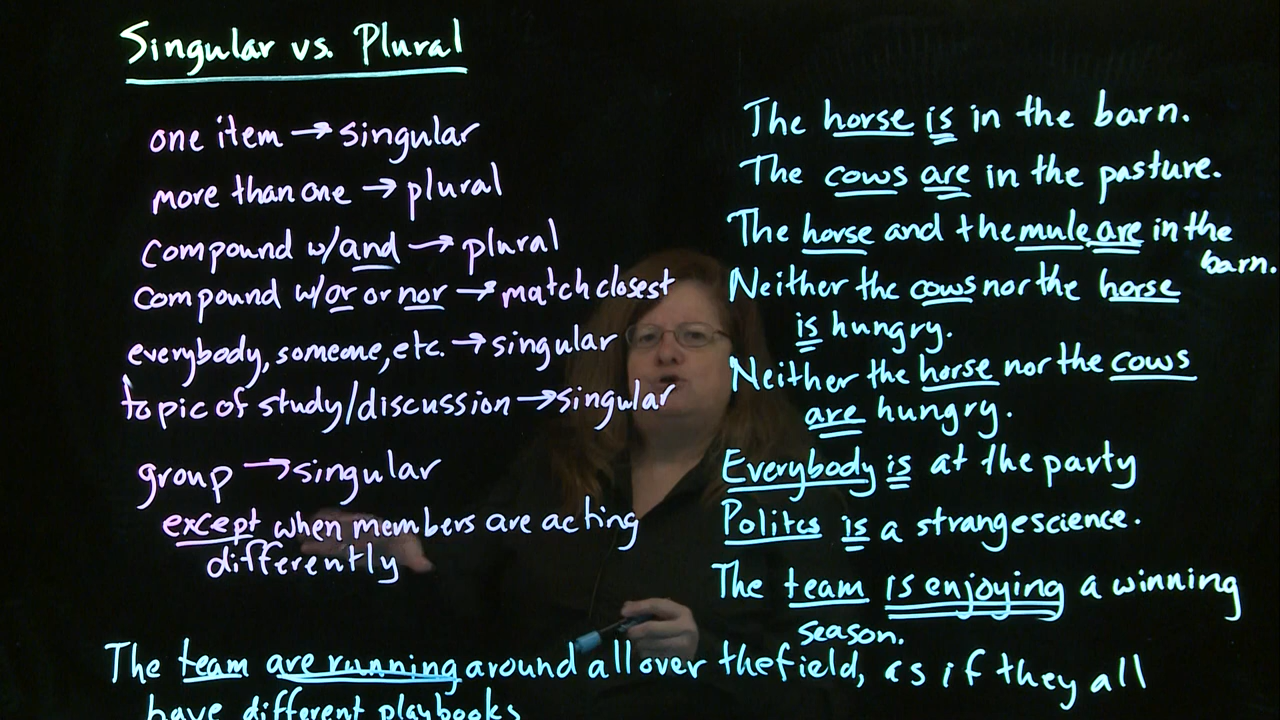 Singular vs. Plural
one item → singular
more than one → plural
compound w/and → plural
compound w/or or nor → match closest
everybody, someone, etc. → singular
topic of study/discussion → singular
group → singular
except when members are acting
differently
The horse is in the barn.
The cows are in the pasture.
The horse and the mule are in the
barn.
Neither the cows nor the horse
is hungry.
Neither the horse nor the cows
are hungry.
Everybody is at the party
Politcs is a strange science.
The team is enjoying a winning
season.
The team are running around all over the field, as if they all
have different playbooks